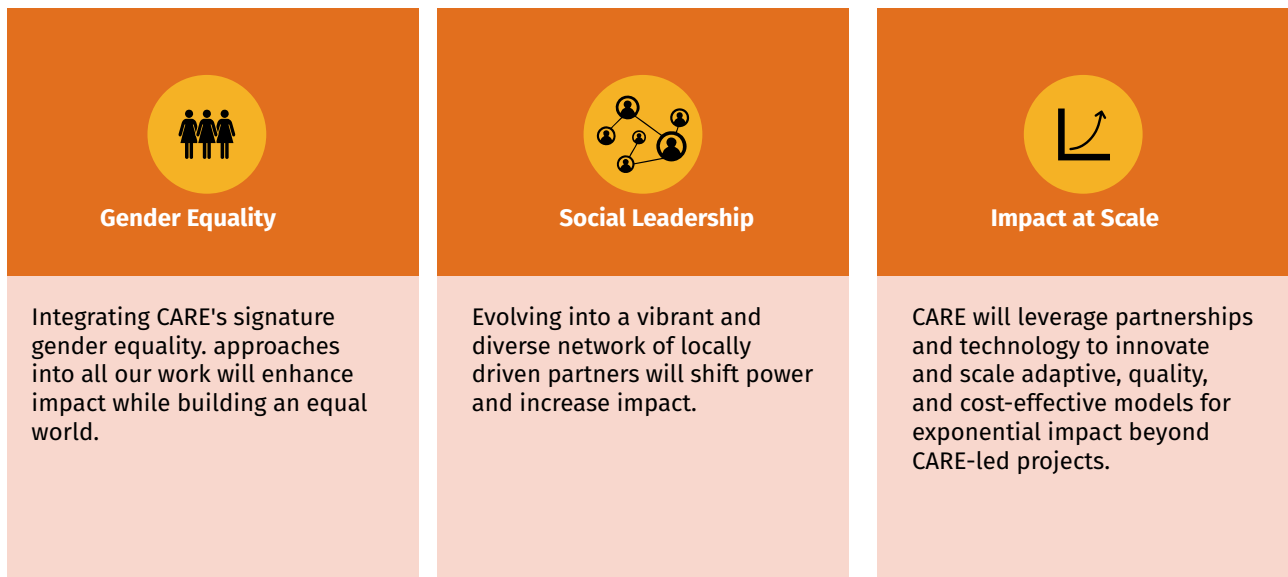 Gender Equality
Integrating CARE's signature
gender equality. approaches
into all our work will enhance
impact while building an equal
world.
Social Leadership
Evolving into a vibrant and
diverse network of locally
driven partners will shift power
and increase impact.
Impact at Scale
CARE will leverage partnerships
and technology to innovate
and scale adaptive, quality,
and cost-effective models for
exponential impact beyond
CARE-led projects.